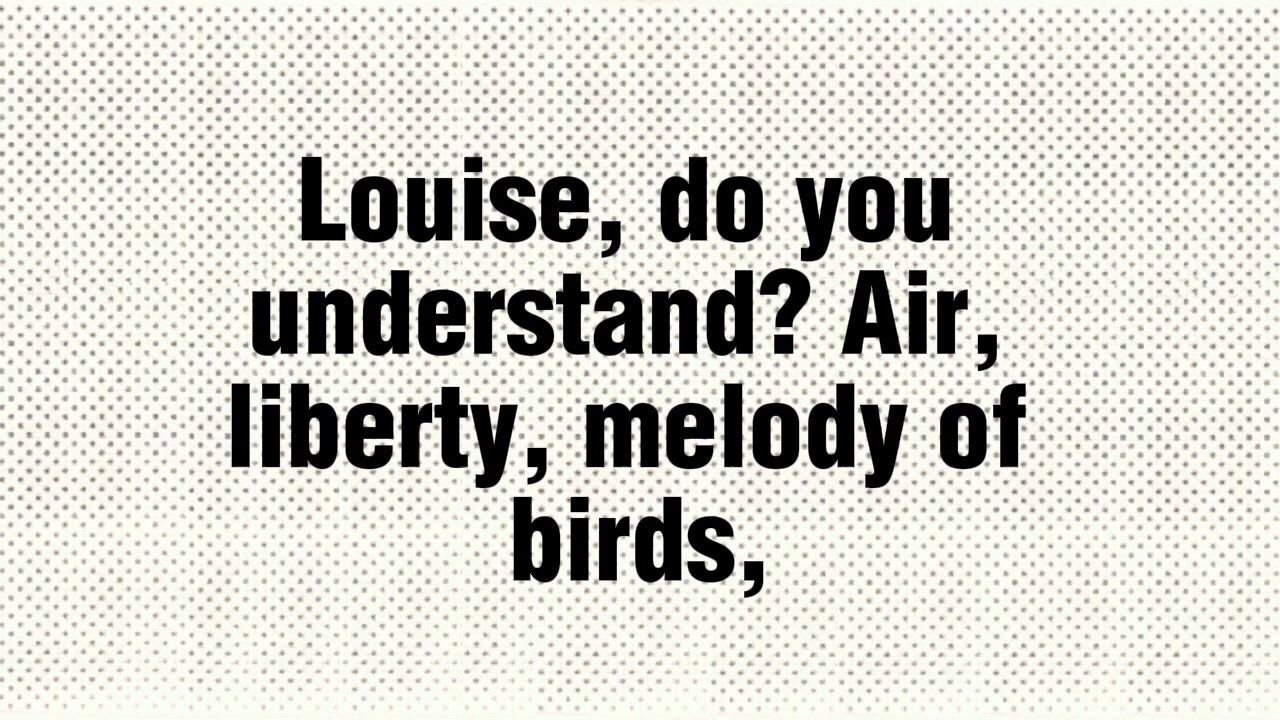 Louise, do you
understand? Air,
liberty, melody of
birds,